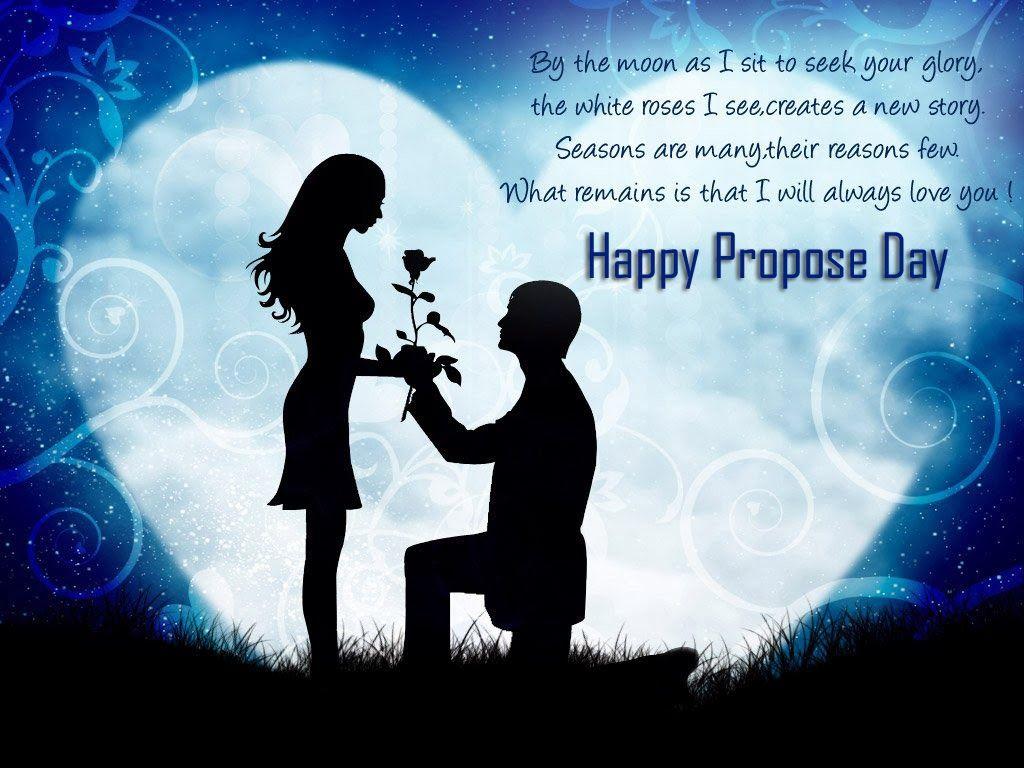 By the moon as I sit to seek your glory,
the white roses I see,creates a new story.
Seasons are many,their reasons few.
What remains is that I will always love you !
Happy Propose Day